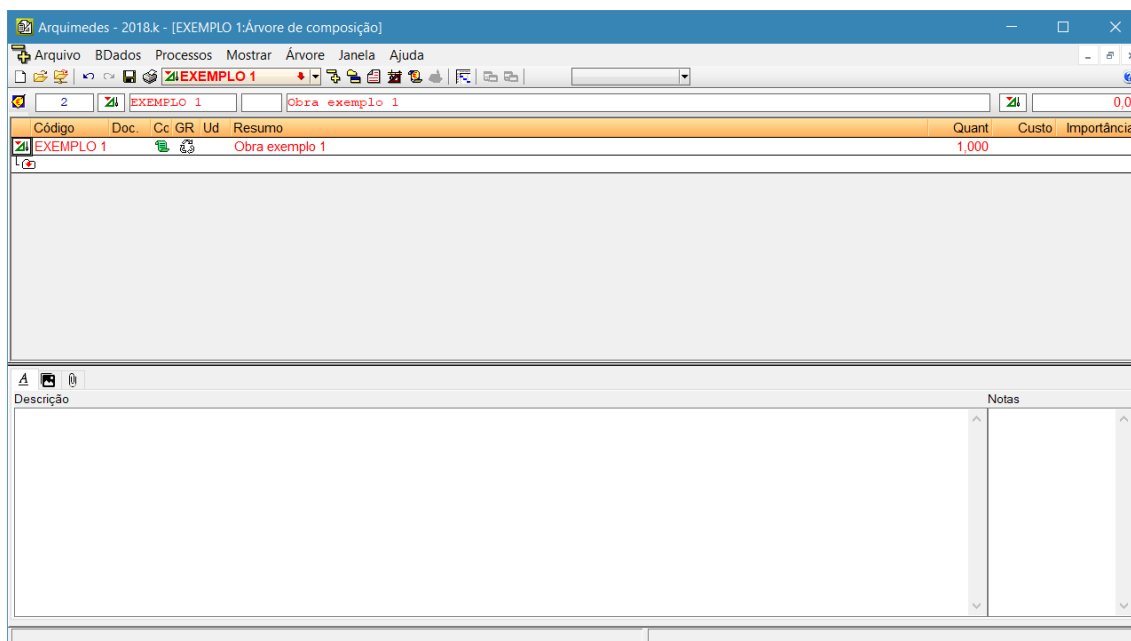 Arquimedes - 2018.k - [EXEMPLO 1:Árvore de composição]
Arquivo BDados Processos Mostrar Árvore Janela Ajuda
EXEMPLO 1
2 EXEMPLO 1 Obra exemplo 1 0,0
Código Doc. Cc GR Ud Resumo Quant Custo Importância
EXEMPLO 1 Obra exemplo 1 1,000
A
Descrição Notas